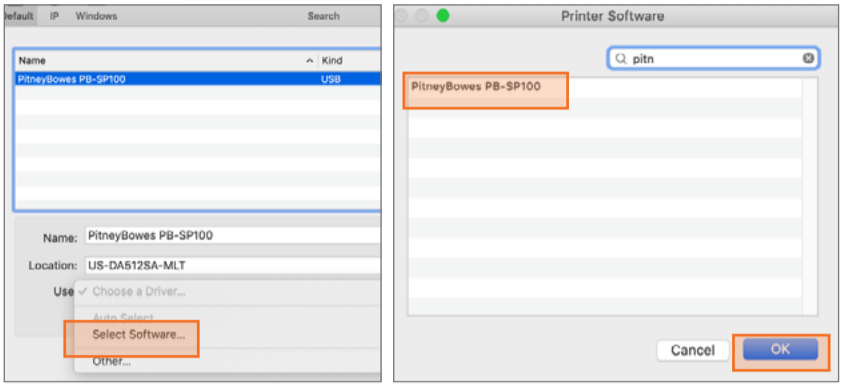 Default IP Windows Search
Name Kind
PitneyBowes PB-SP100 USB
Name: PitneyBowes PB-SP100
Location: US-DA512SA-MLT
Use ✓ Choose a Driver...
Auto Select
Select Software...
Other...
Printer Software
pitn
PitneyBowes PB-SP100
Cancel OK